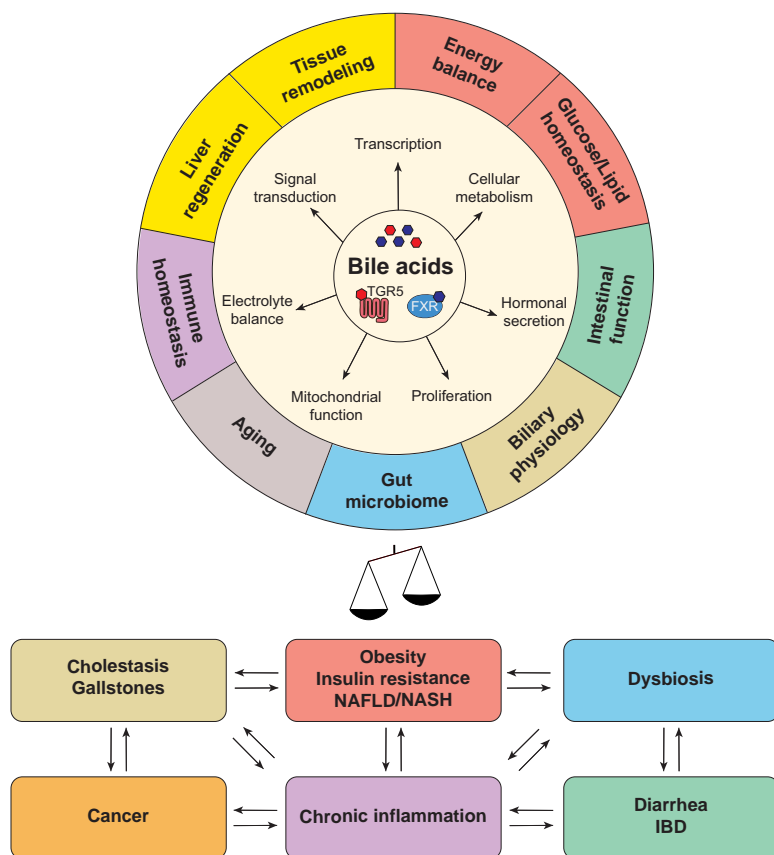 Tissue
remodeling
Energy
balance
Glucose/Lipid
homeostasis
Intestinal
function
Biliary
physiology
Gut
microbiome
Aging
Immune
homeostasis
Liver
regeneration
Transcription
Cellular
metabolism
Hormonal
secretion
Proliferation
Mitochondrial
function
Electrolyte
balance
Signal
transduction
Bile acids
TGR5
FXR
Cholestasis
Gallstones
Obesity
Insulin resistance
NAFLD/NASH
Dysbiosis
Cancer
Chronic inflammation
Diarrhea
IBD